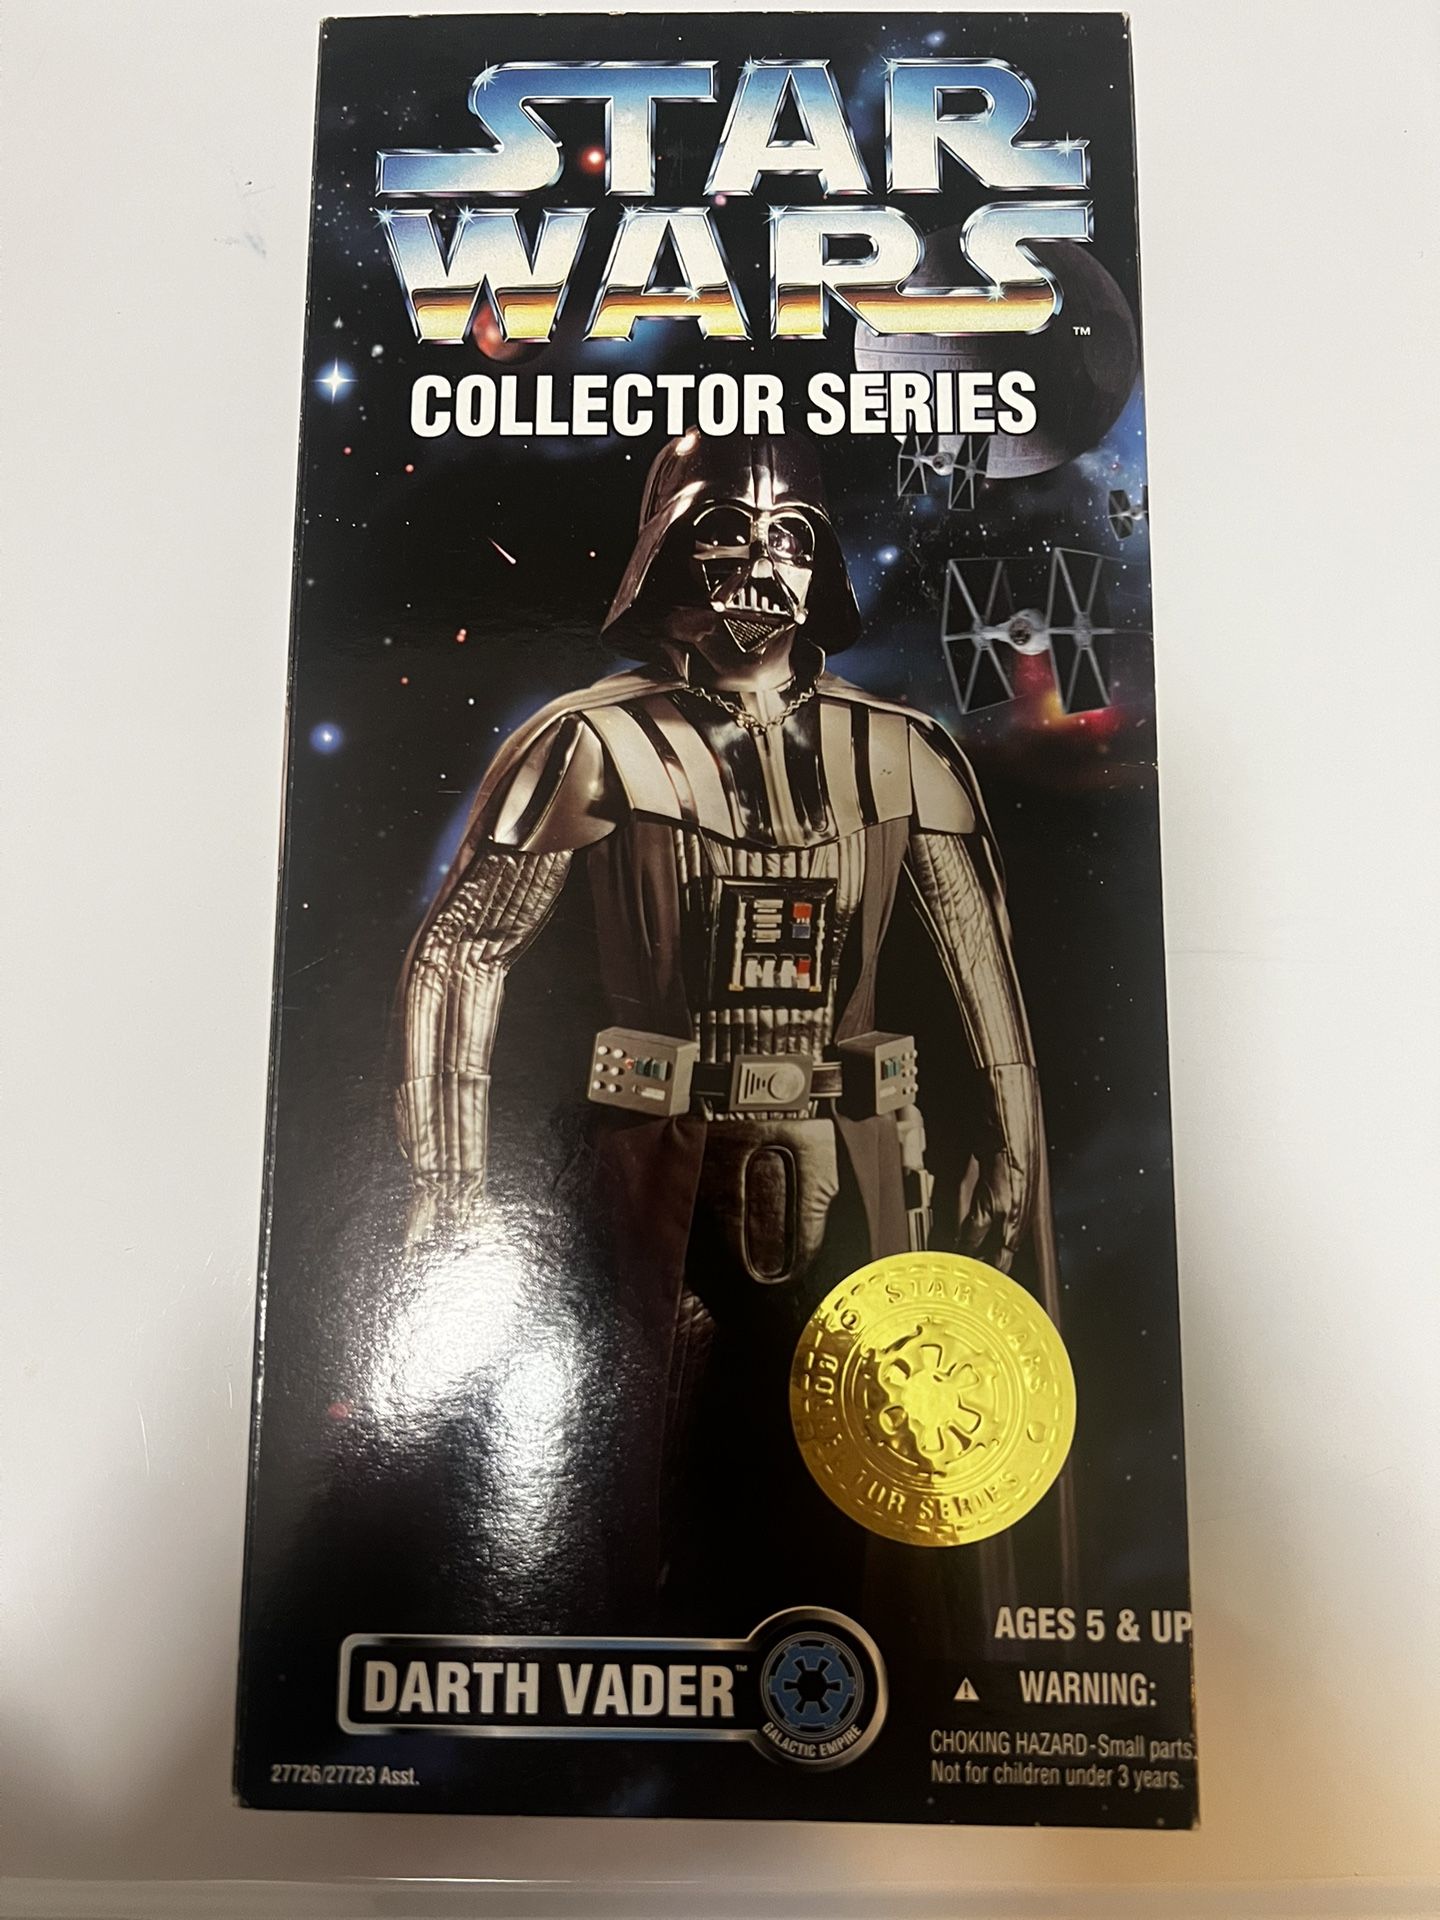 STAR
WARS
™
COLLECTOR SERIES
STAR WARS
TOR SERIES
AGES 5 & UP
WARNING:
DARTH VADER™
GALACTIC EMPIRE
CHOKING HAZARD-Small parts.
Not for children under 3 years.
27726/27723 Asst.